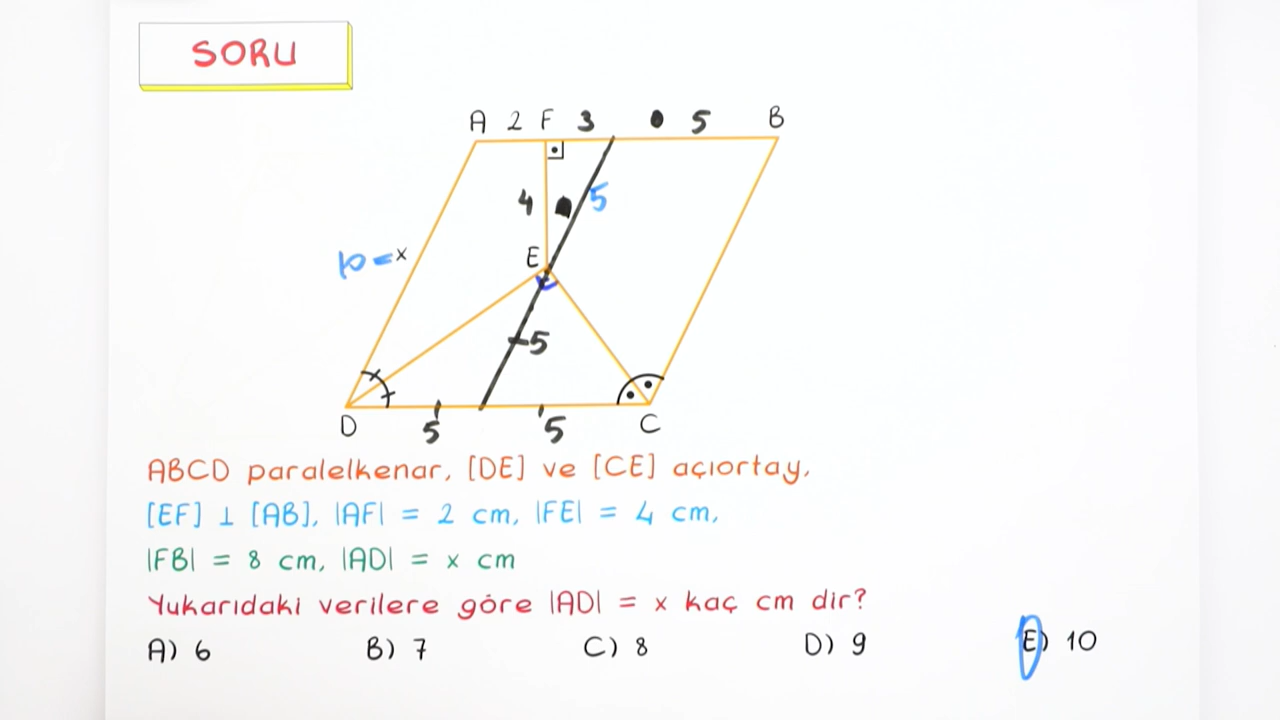 SORU
A 2 F 3 5 B
4 5
E
10 = x
5
D 5 5 C
ABCD paralelkenar, [DE] ve [CE] açıortay,
[EF] ⊥ [AB], |AF| = 2 cm, |FE| = 4 cm,
|FB| = 8 cm, |AD| = x cm
Yukarıdaki verilere göre |AD| = x kaç cm dir?
A) 6 B) 7 C) 8 D) 9 E) 10